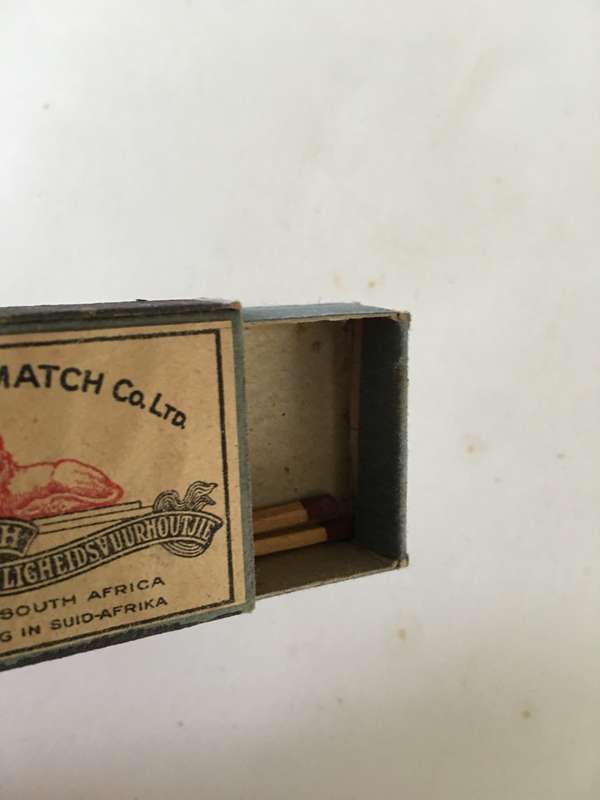 MATCH Co. LTD.
H
LIGHEIDSVUURHOUTJIE
SOUTH AFRICA
G IN SUID-AFRIKA